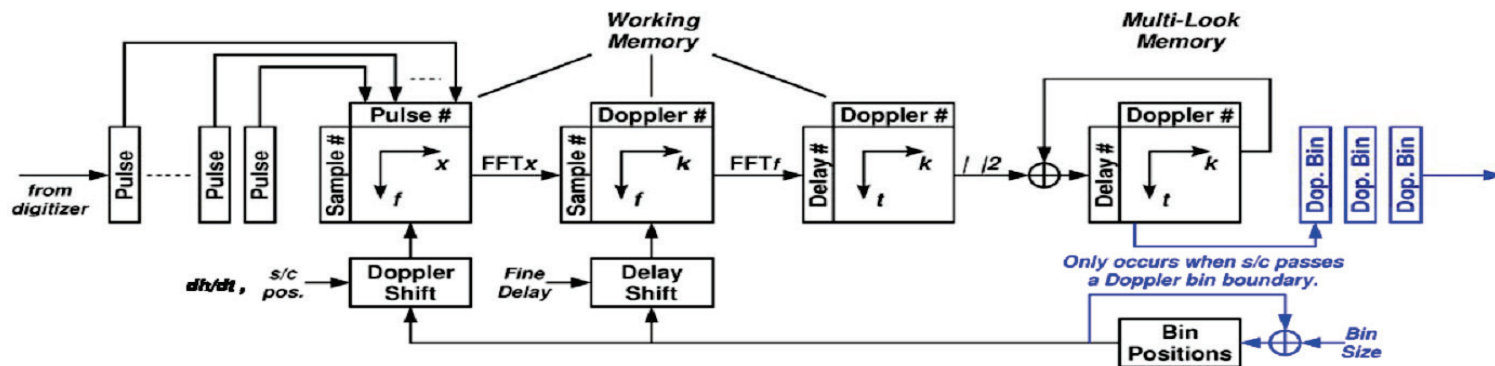 Working
Memory
Multi-Look
Memory
Pulse #
Doppler #
Doppler #
Doppler #
from
digitizer
Pulse
Pulse
Pulse
Sample #
x
f
FFTx
Sample #
k
f
FFTf
Delay #
k
t
| |2
Delay #
k
t
Dop. Bin
Dop. Bin
Dop. Bin
Only occurs when s/c passes
a Doppler bin boundary.
dh/dt ,
s/c
pos.
Doppler
Shift
Fine
Delay
Delay
Shift
Bin
Positions
Bin
Size